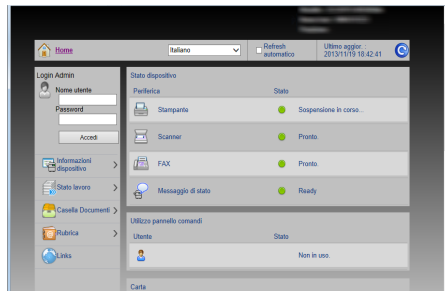 Home
Italiano
Refresh automatico
Ultimo aggior. :
2013/11/19 18:42:41
Login Admin
Nome utente
Password
Accedi
Informazioni dispositivo
Stato lavoro
Casella Documenti
Rubrica
Links
Stato dispositivo
Periferica Stato
Stampante Sospensione in corso...
Scanner Pronto.
FAX Pronto.
Messaggio di stato Ready
Utilizzo pannello comandi
Utente Stato
Non in uso
Carta